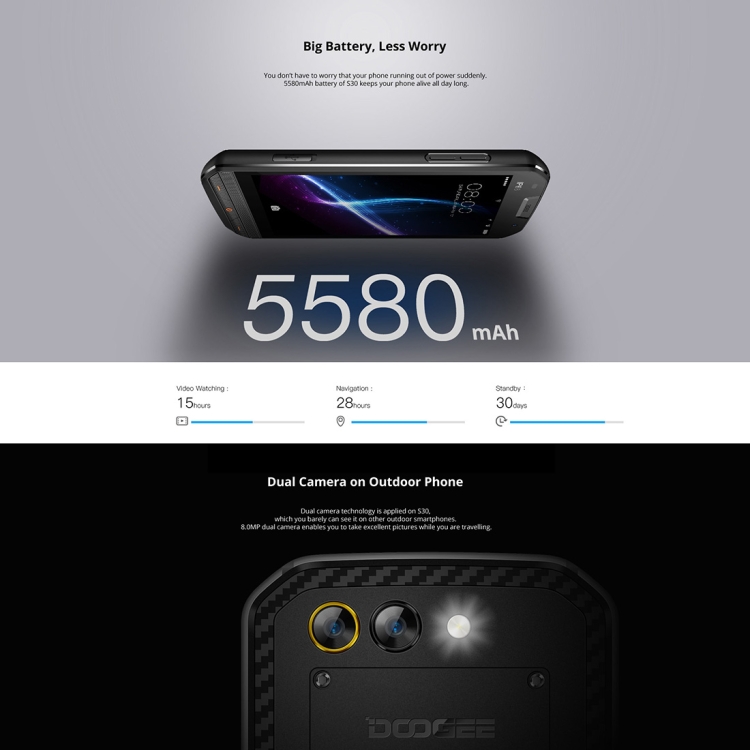 Big Battery, Less Worry
You don't have to worry that your phone running out of power suddenly.
5580mAh battery of S30 keeps your phone alive all day long.
08:00
5580 mAh
Video Watching :
15hours
Navigation :
28hours
Standby :
30days
Dual Camera on Outdoor Phone
Dual camera technology is applied on S30,
which you barely can see it on other outdoor smartphones.
8.0MP dual camera enables you to take excellent pictures while you are travelling.
DOOGEE